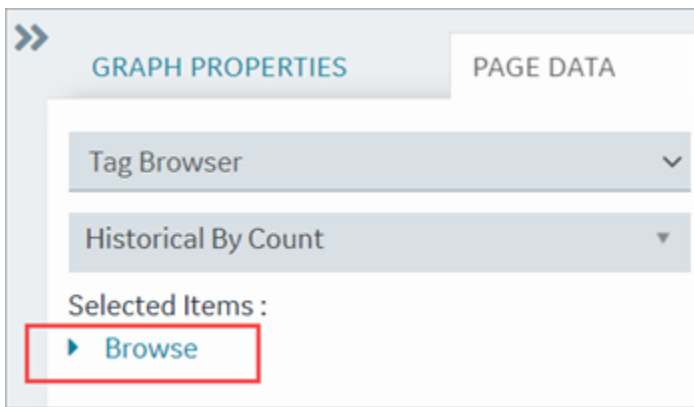 GRAPH PROPERTIES PAGE DATA
Tag Browser
Historical By Count
Selected Items :
Browse